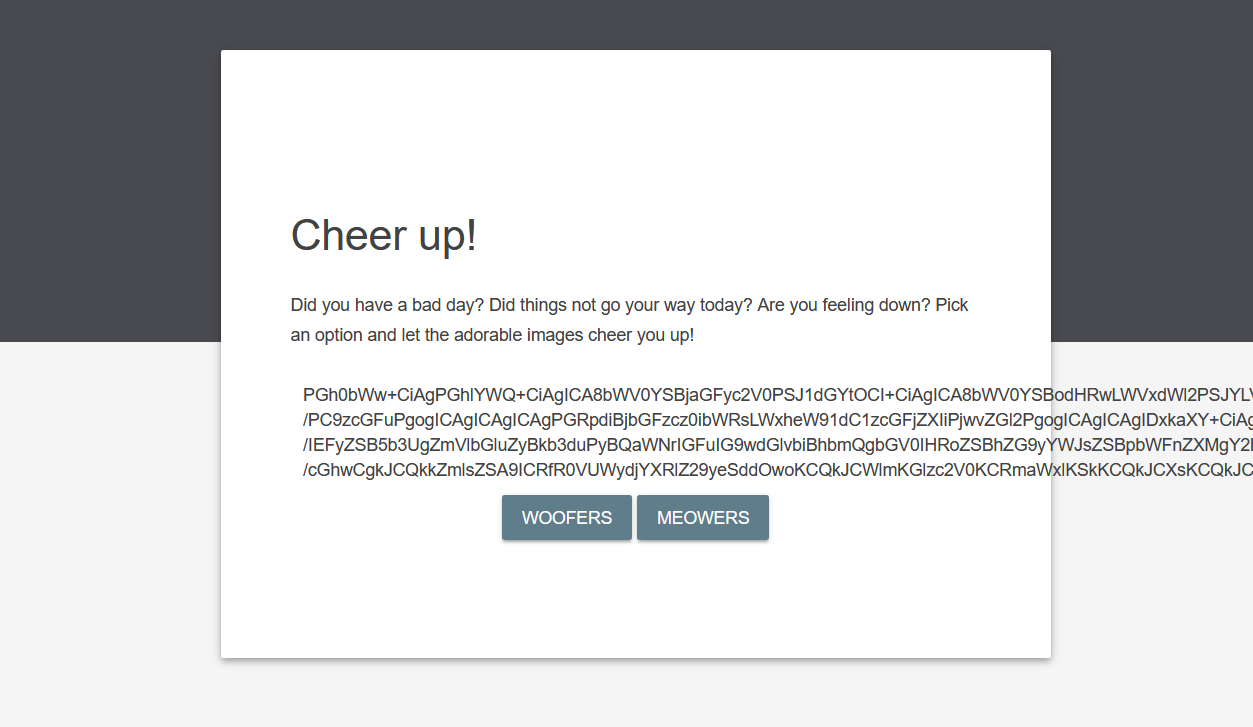 Cheer up!
Did you have a bad day? Did things not go your way today? Are you feeling down? Pick
an option and let the adorable images cheer you up!
PGh0bWw+CiAgPGhlYWQ+CiAgICA8bWV0YSBjaGFyc2V0PSJ1dGYtOCI+CiAgICA8bWV0YSBodHRwLWVxdWl2PSJYLV
/PC9zcGFuPgogICAgICAgICAgPGRpdiBjbGFzcz0ibWRsLWxheW91dC1zcGFjZXIiPjwvZGl2PgogICAgICAgIDxkaXY+CiAg
/IEFyZSB5b3UgZmVlbGluZyBkb3duPyBQaWNrIGFuIG9wdGlvbiBhbmQgbGV0IHRoZSBhZG9yYWJsZSBpbWFnZXMgY2h
/cGhwCgkJCQkkZmlsZSA9ICRfR0VUWydjYXRlZ29yeSddOwoKCQkJCWlmKGlzc2V0KCRmaWxlKSkKCQkJCXsKCQkJC
WOOFERS
MEOWERS